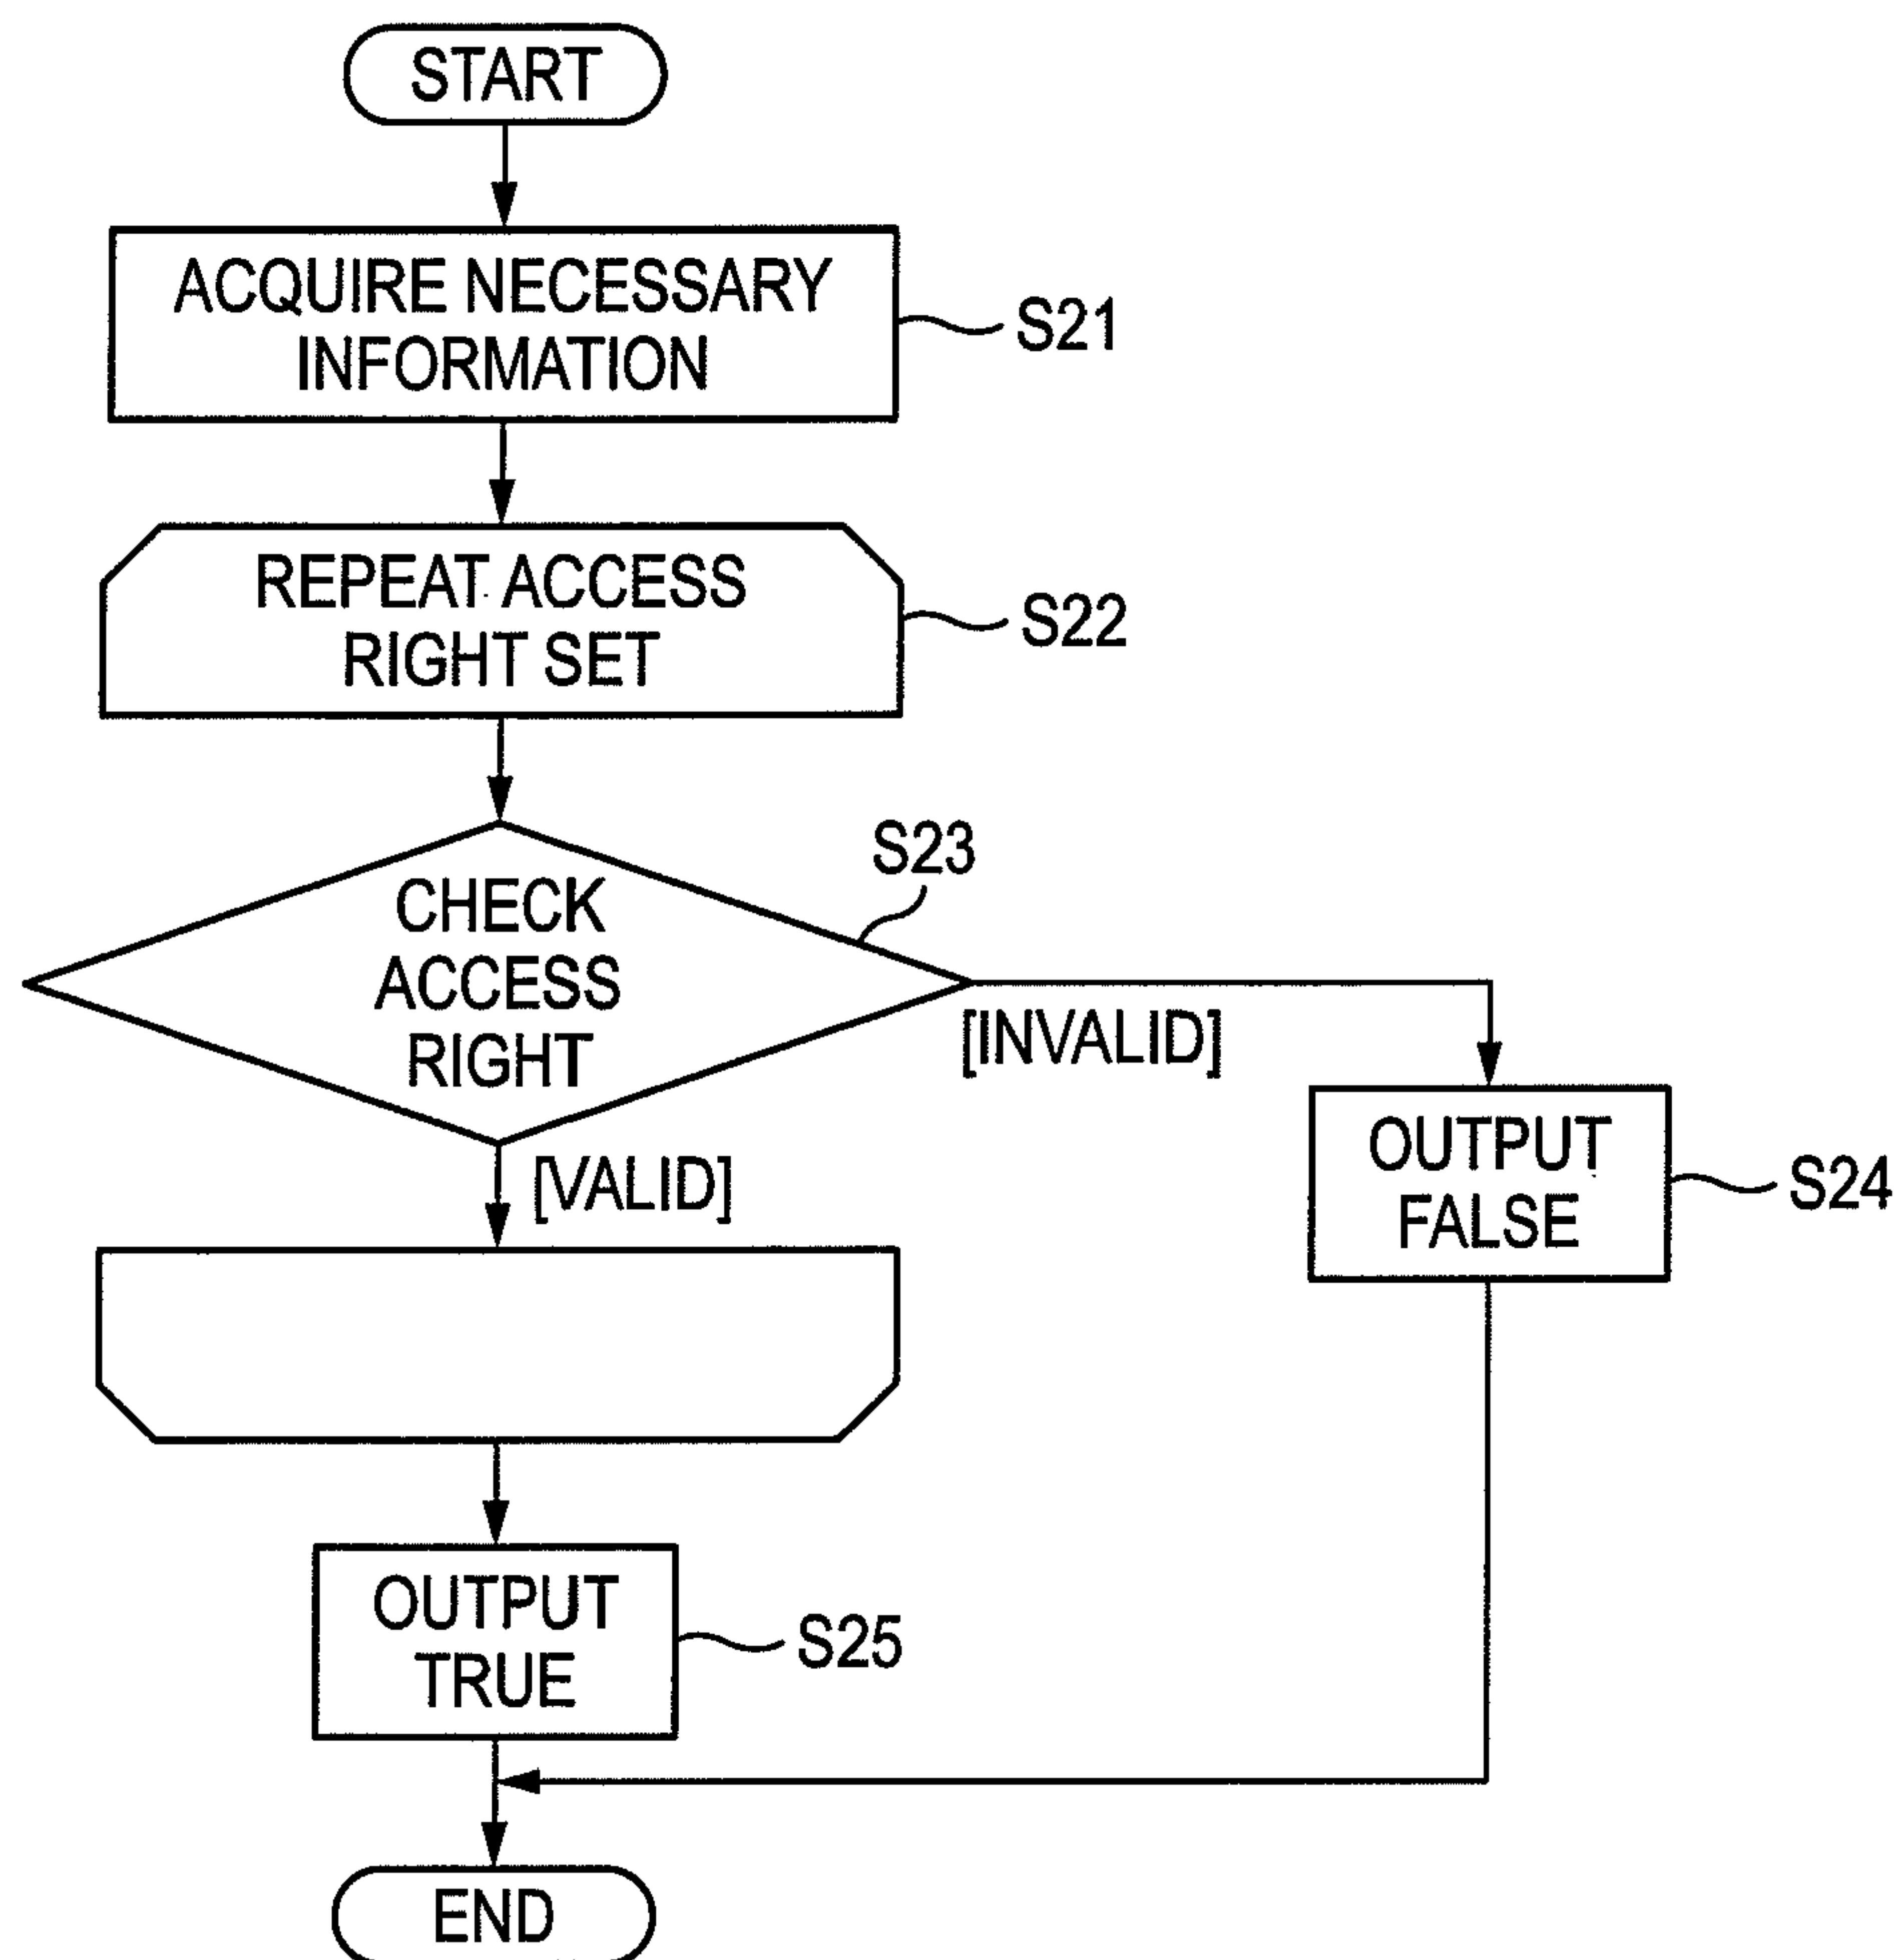 START
ACQUIRE NECESSARY
INFORMATION
S21
REPEAT ACCESS
RIGHT SET
S22
S23
CHECK
ACCESS
RIGHT
[INVALID]
[VALID]
OUTPUT
FALSE
S24
OUTPUT
TRUE
S25
END